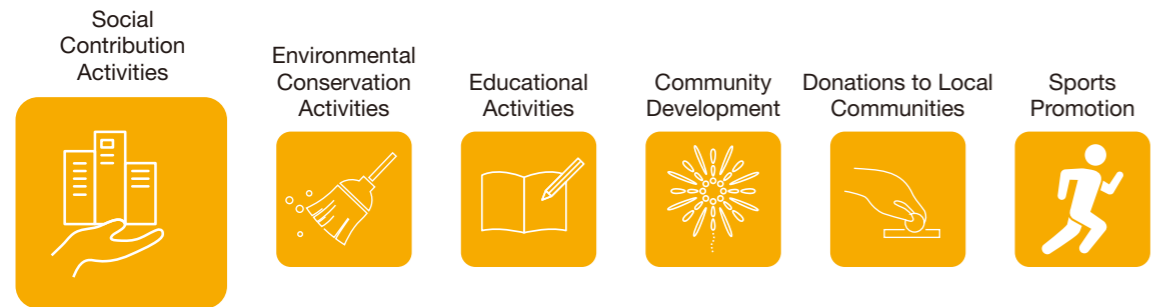 Social
Contribution
Activities
Environmental
Conservation
Activities
Educational
Activities
Community
Development
Donations to Local
Communities
Sports
Promotion